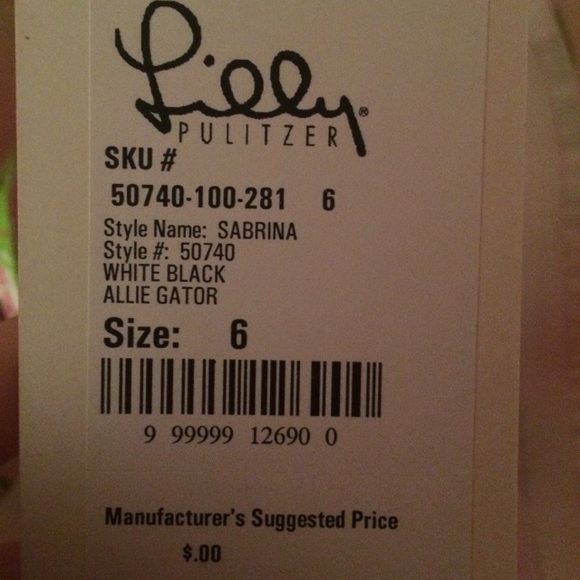 Lilly®
PULITZER
SKU #
50740-100-281 6
Style Name: SABRINA
Style #: 50740
WHITE BLACK
ALLIE GATOR
Size: 6
9 99999 12690 0
Manufacturer's Suggested Price
$.00